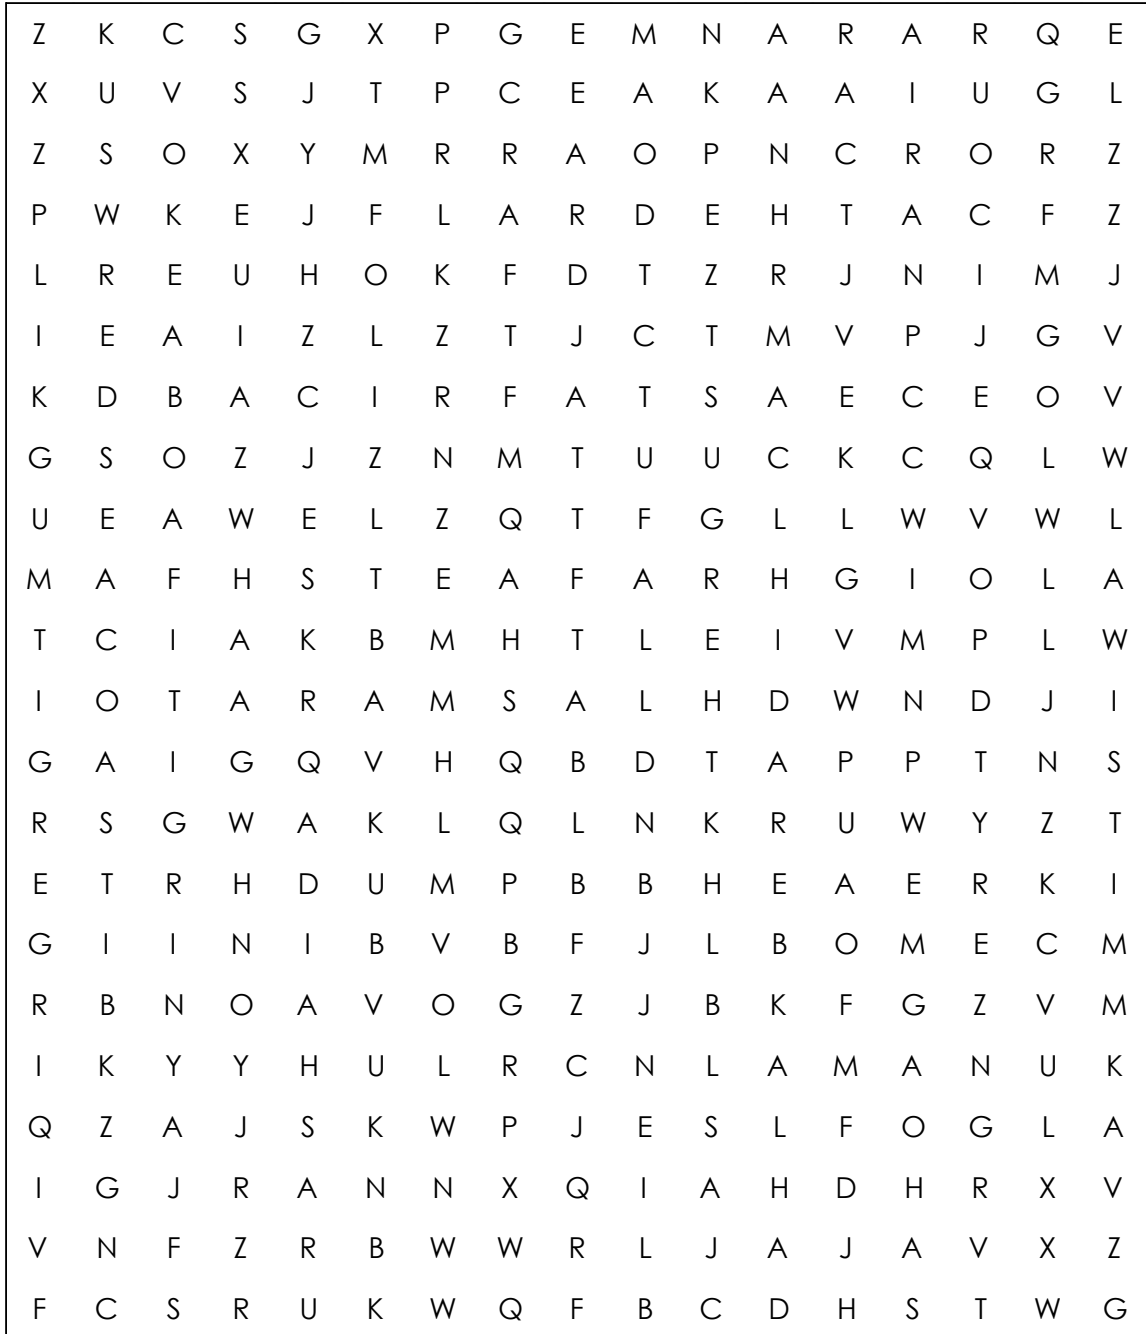 Z K C S G X P G E M N A R A R Q E
X U V S J T P C E A K A A I U G L
Z S O X Y M R R A O P N C R O R Z
P W K E J F L A R D E H T A C F Z
L R E U H O K F D T Z R J N I M J
I E A I Z L Z T J C T M V P J G V
K D B A C I R F A T S A E C E O V
G S O Z J Z N M T U U C K C Q L W
U E A W E L Z Q T F G L L W V W L
M A F H S T E A F A R H G I O L A
T C I A K B M H T L E I V M P L W
I O T A R A M S A L H D W N D J I
G A I G Q V H Q B D T A P P T N S
R S G W A K L Q L N K R U W Y Z T
E T R H D U M P B B H E A E R K I
G I I N I B V B F J L B O M E C M
R B N O A V O G Z J B K F G Z V M
I K Y Y H U L R C N L A M A N U K
Q Z A J S K W P J E S L F O G L A
I G J R A N N X Q I A H D H R X V
V N F Z R B W W R L J A J A V X Z
F C S R U K W Q F B C D H S T W G